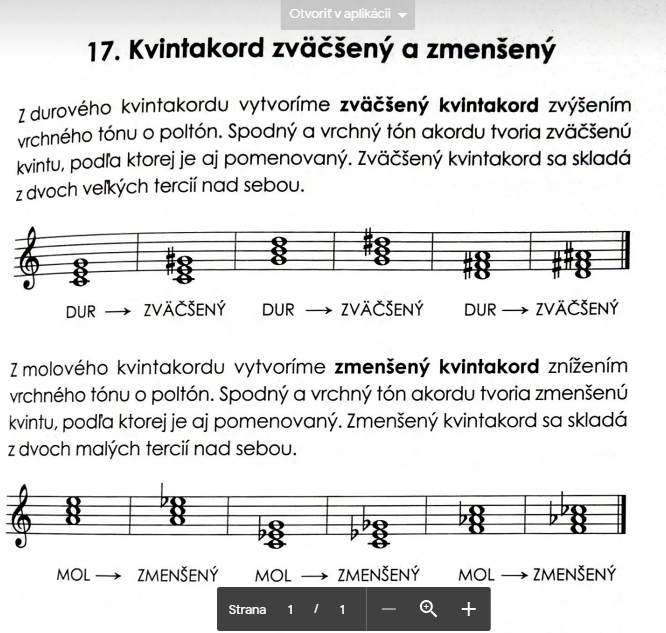 Otvoriť v aplikácii
17. Kvintakord zväčšený a zmenšený
Z durového kvintakordu vytvoríme zväčšený kvintakord zvýšením
vrchného tónu o poltón. Spodný a vrchný tón akordu tvoria zväčšenú
kvintu, podľa ktorej je aj pomenovaný. Zväčšený kvintakord sa skladá
z dvoch veľkých tercií nad sebou.
DUR → ZVÄČŠENÝ DUR → ZVÄČŠENÝ DUR → ZVÄČŠENÝ
Z molového kvintakordu vytvoríme zmenšený kvintakord znížením
vrchného tónu o poltón. Spodný a vrchný tón akordu tvoria zmenšenú
kvintu, podľa ktorej je aj pomenovaný. Zmenšený kvintakord sa skladá
z dvoch malých tercií nad sebou.
MOL → ZMENŠENÝ MOL → ZMENŠENÝ MOL → ZMENŠENÝ
Strana 1 / 1